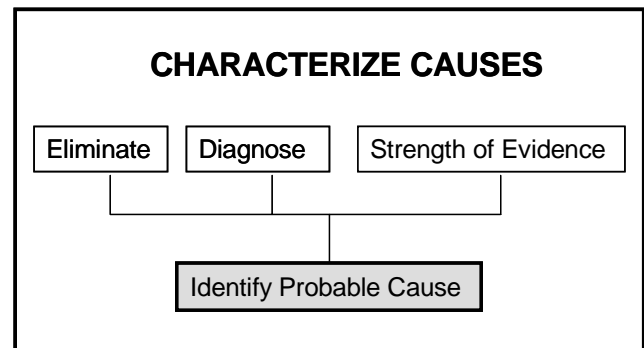 CHARACTERIZE CAUSES
Eliminate
Diagnose
Strength of Evidence
Identify Probable Cause